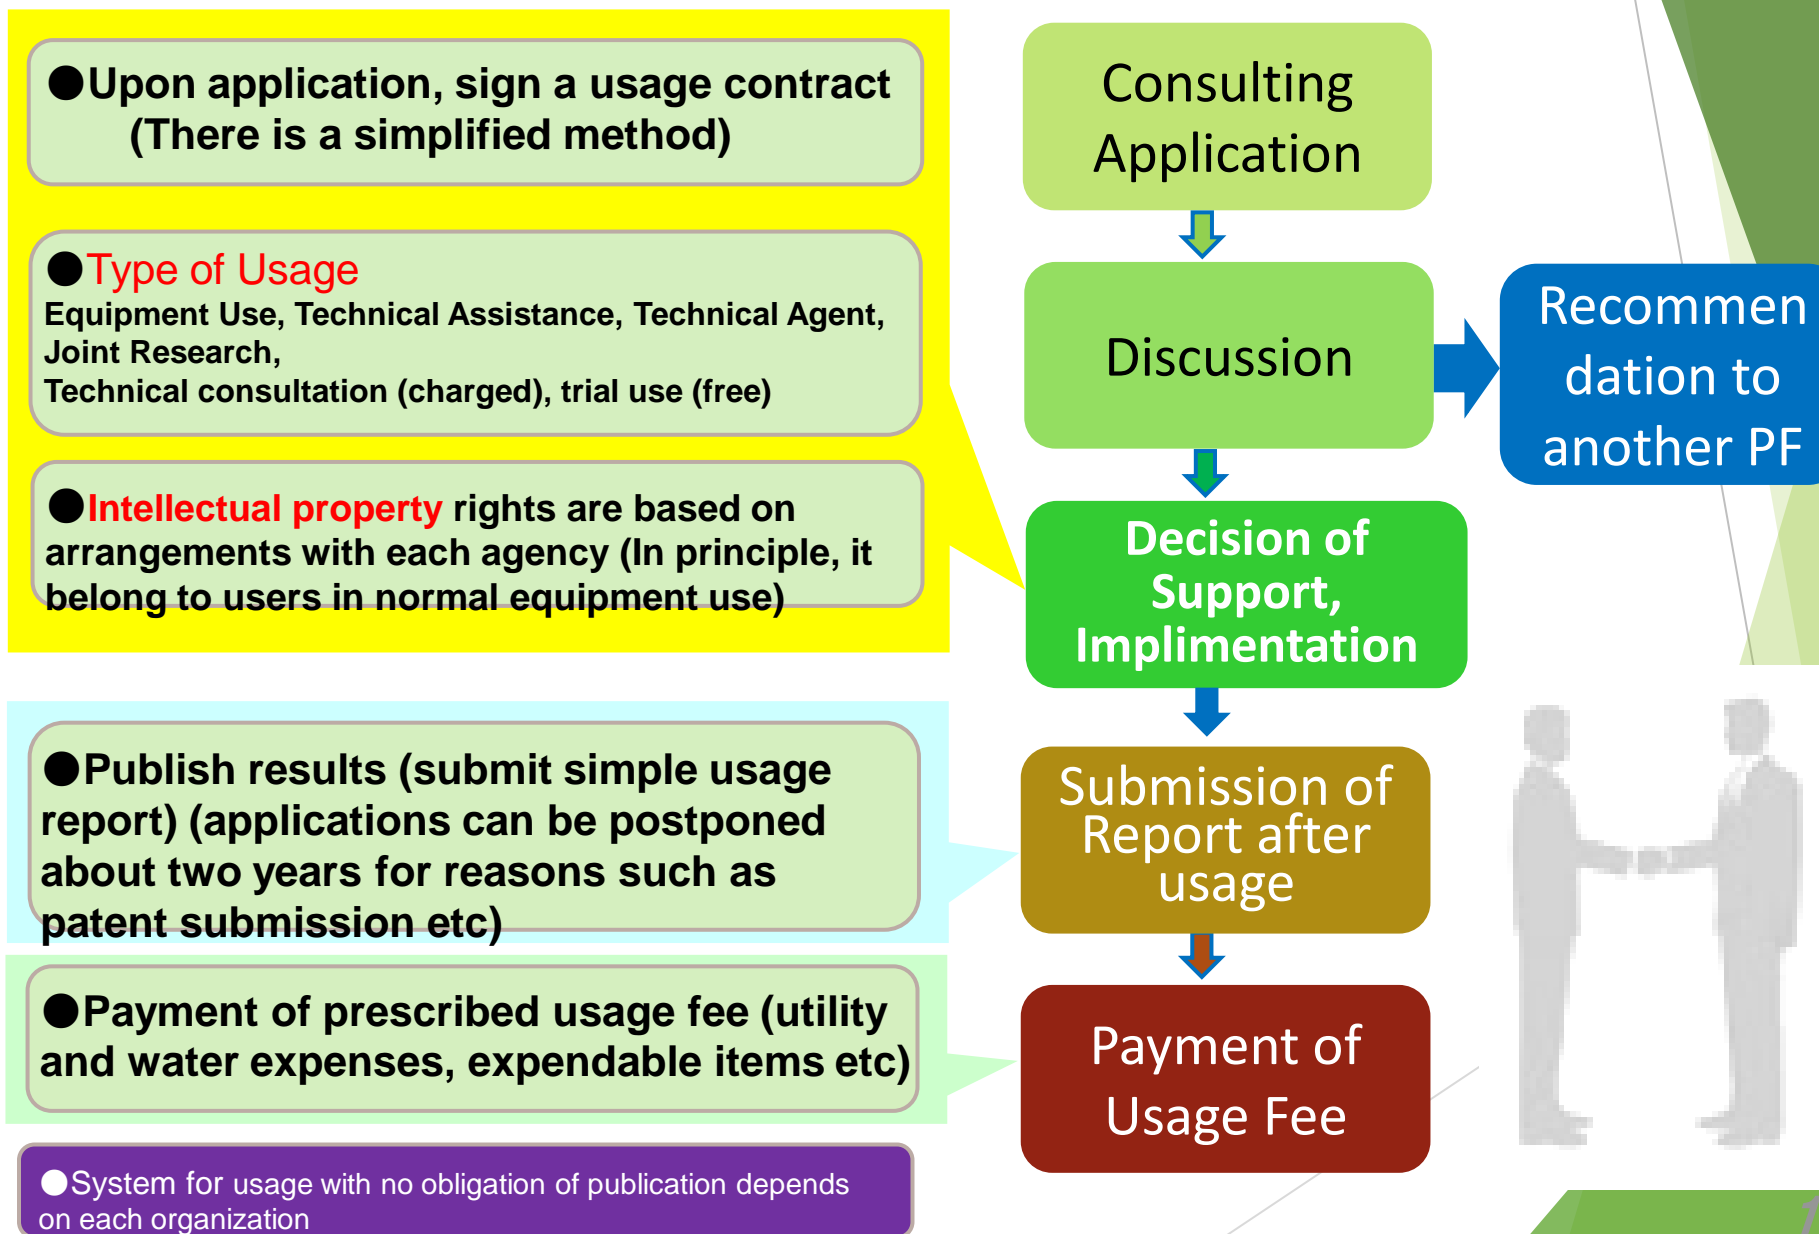 ●Upon application, sign a usage contract
(There is a simplified method)
●Type of Usage
Equipment Use, Technical Assistance, Technical Agent,
Joint Research,
Technical consultation (charged), trial use (free)
●Intellectual property rights are based on
arrangements with each agency (In principle, it
belong to users in normal equipment use)
●Publish results (submit simple usage
report) (applications can be postponed
about two years for reasons such as
patent submission etc)
●Payment of prescribed usage fee (utility
and water expenses, expendable items etc)
●System for usage with no obligation of publication depends
on each organization
Consulting
Application
Discussion
Recommen
dation to
another PF
Decision of
Support,
Implimentation
Submission of
Report after
usage
Payment of
Usage Fee